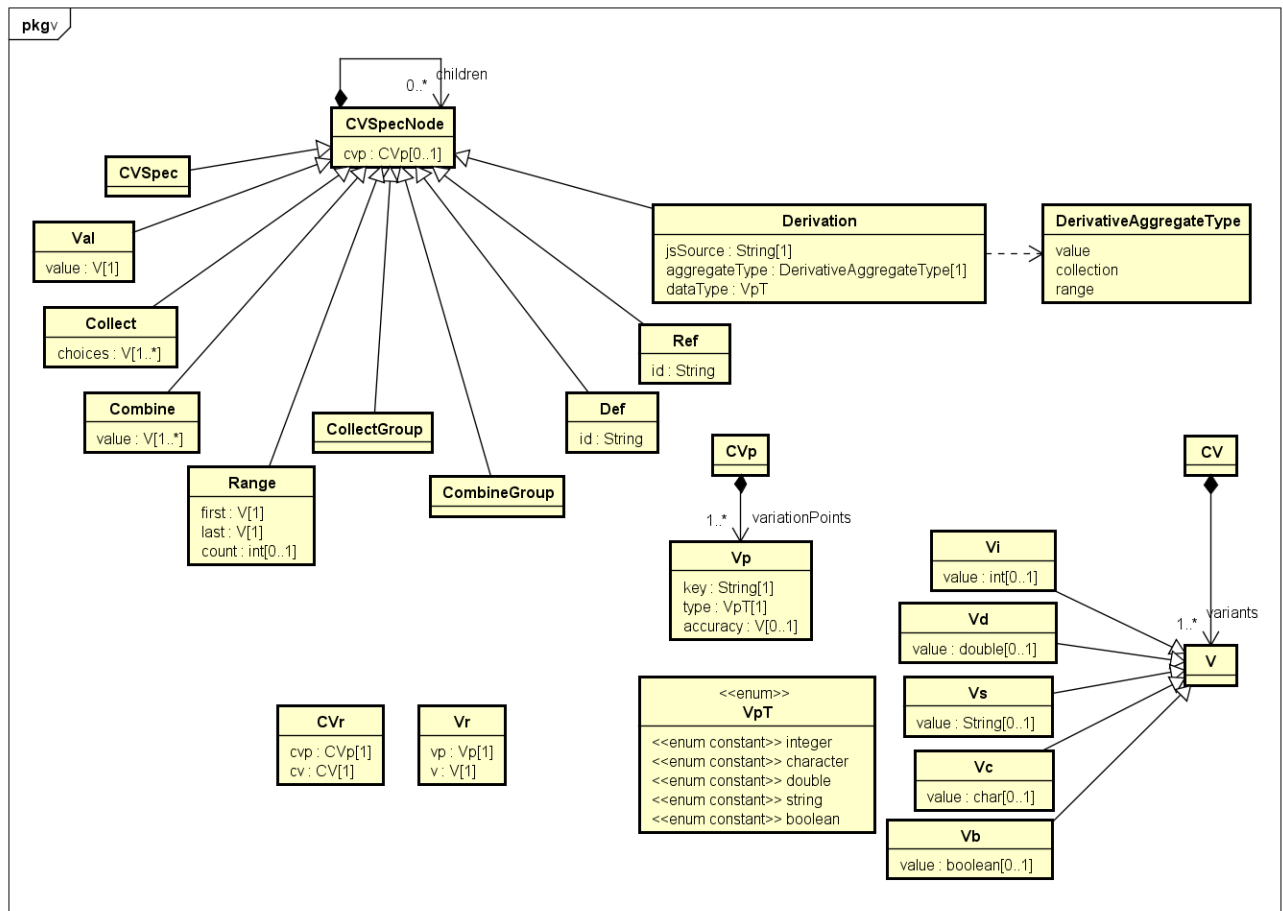 pkgv
children
0..*
CVSpecNode
cvp : CVp[0..1]
CVSpec
Val
value : V[1]
Collect
choices : V[1..*]
Combine
value : V[1..*]
Range
first : V[1]
last : V[1]
count : int[0..1]
CollectGroup
CombineGroup
Def
id : String
Ref
id : String
Derivation
jsSource : String[1]
aggregateType : DerivativeAggregateType[1]
dataType : VpT
DerivativeAggregateType
value
collection
range
CVp
1..*
variationPoints
Vp
key : String[1]
type : VpT[1]
accuracy : V[0..1]
CV
1..*
variants
V
Vi
value : int[0..1]
Vd
value : double[0..1]
Vs
value : String[0..1]
Vc
value : char[0..1]
Vb
value : boolean[0..1]
CVr
cvp : CVp[1]
cv : CV[1]
Vr
vp : Vp[1]
v : V[1]
<<enum>>
VpT
<<enum constant>> integer
<<enum constant>> character
<<enum constant>> double
<<enum constant>> string
<<enum constant>> boolean